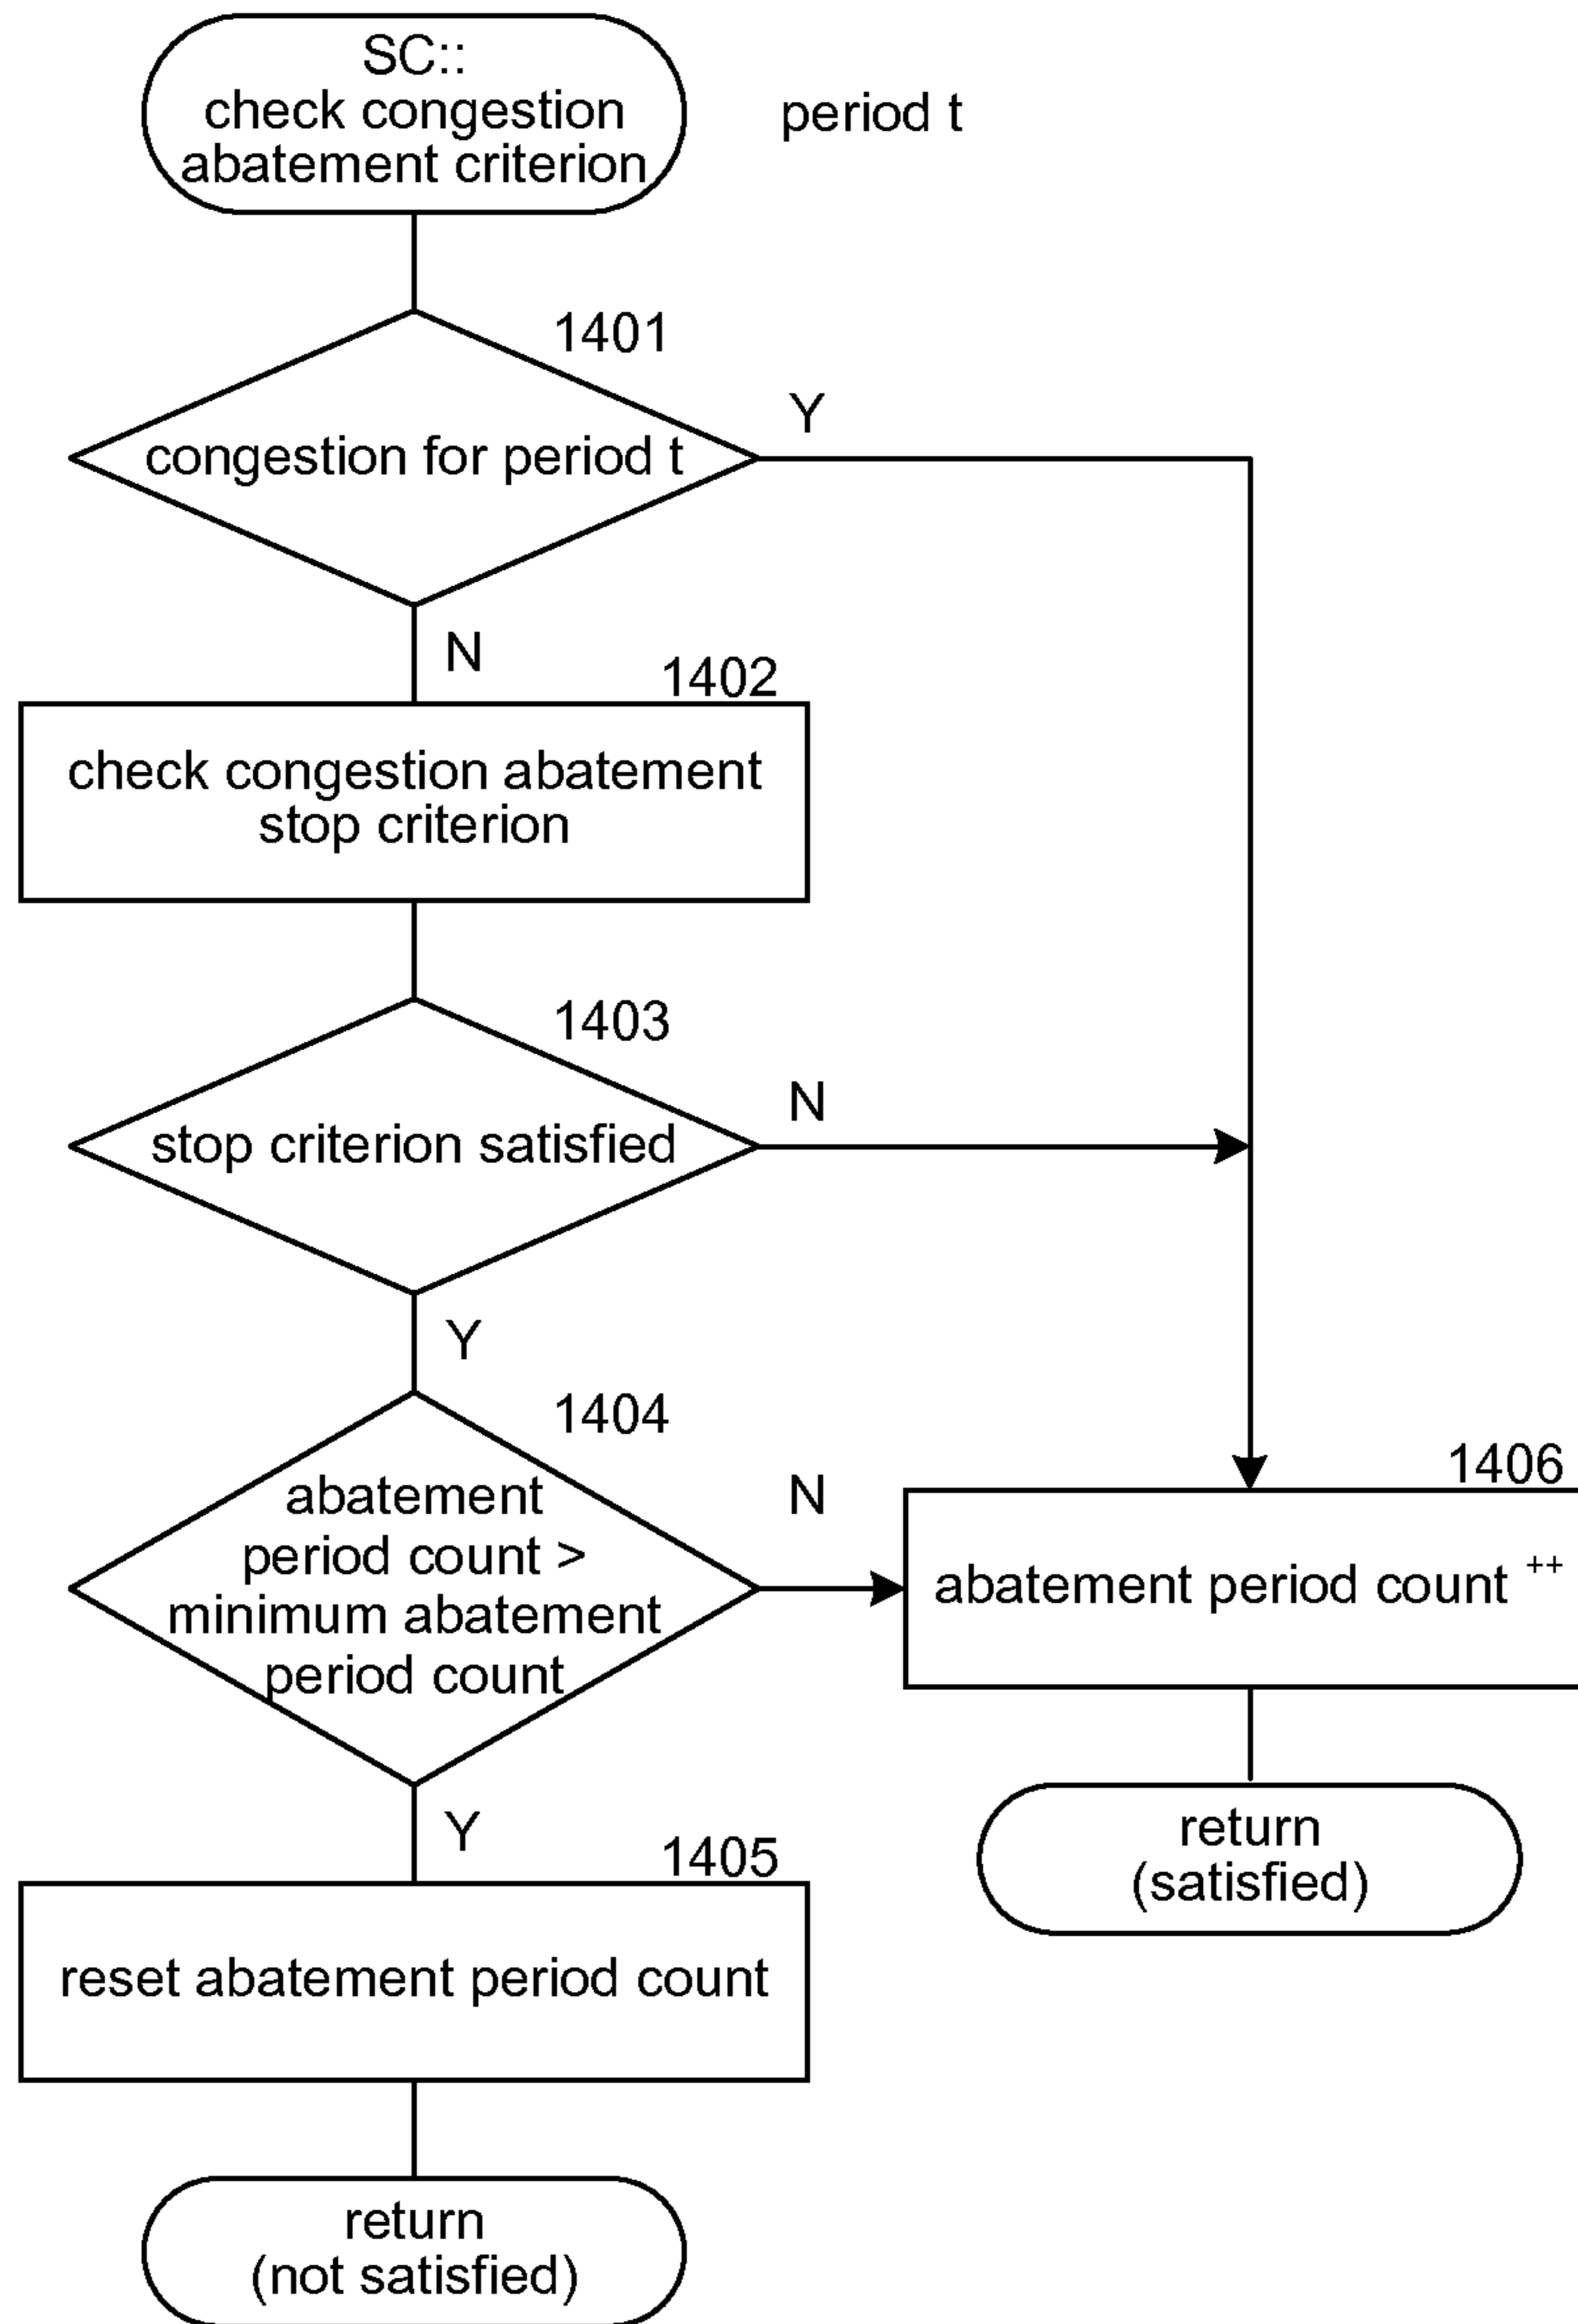 SC::
check congestion
abatement criterion
period t
1401
congestion for period t
Y
N
1402
check congestion abatement
stop criterion
1403
stop criterion satisfied
N
Y
1404
abatement
period count >
minimum abatement
period count
N
1406
abatement period count ++
Y
return
(satisfied)
1405
reset abatement period count
return
(not satisfied)